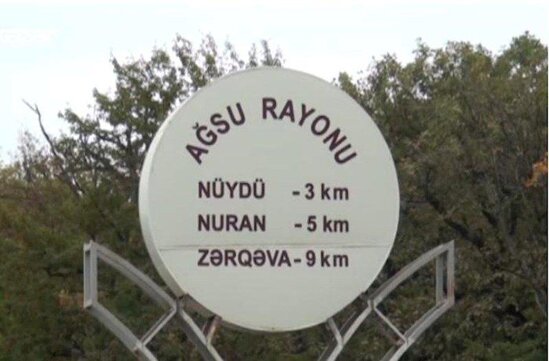 AĞSU RAYONU
NÜYDÜ - 3 km
NURAN - 5 km
ZƏRQƏVA - 9 km